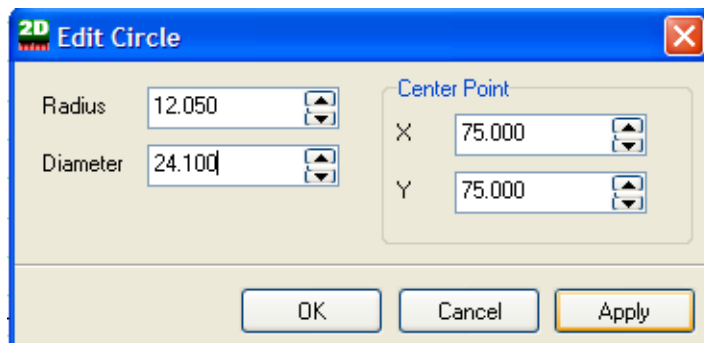 2D Edit Circle
Radius 12.050
Diameter 24.100
Center Point
X 75.000
Y 75.000
OK Cancel Apply